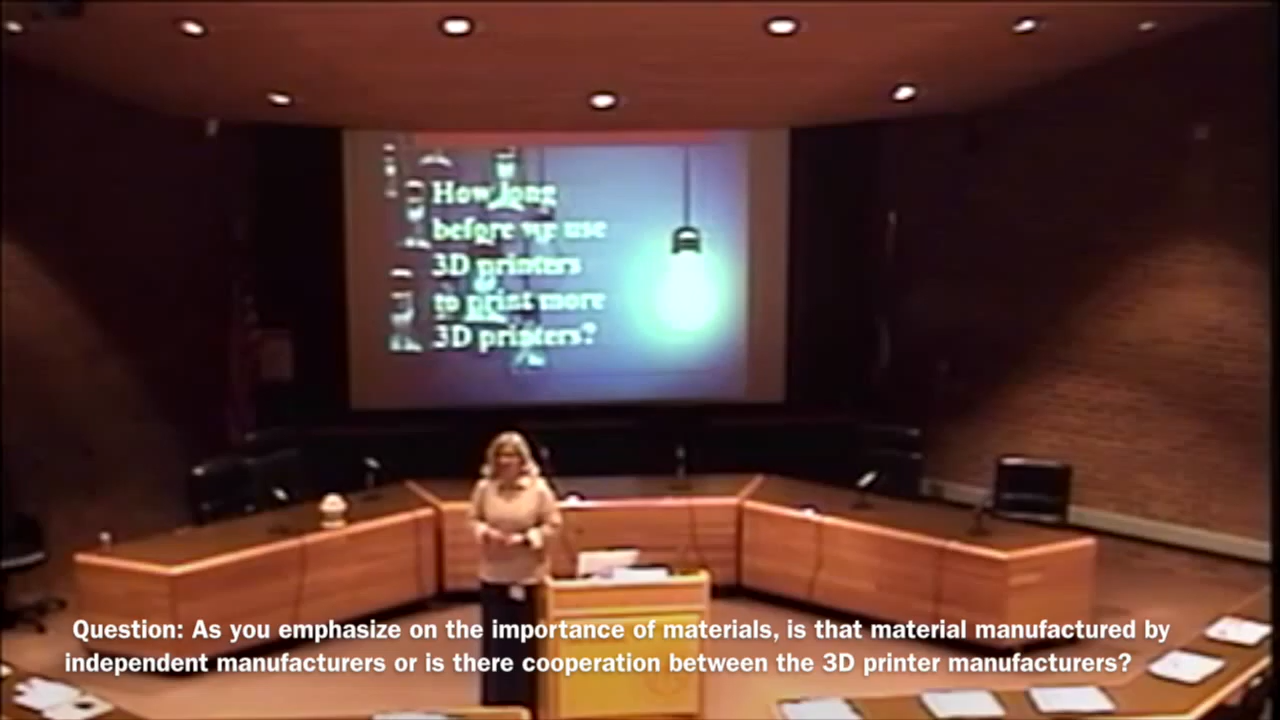 How long
before we use
3D printers
to print more
3D printers?
Question: As you emphasize on the importance of materials, is that material manufactured by
independent manufacturers or is there cooperation between the 3D printer manufacturers?